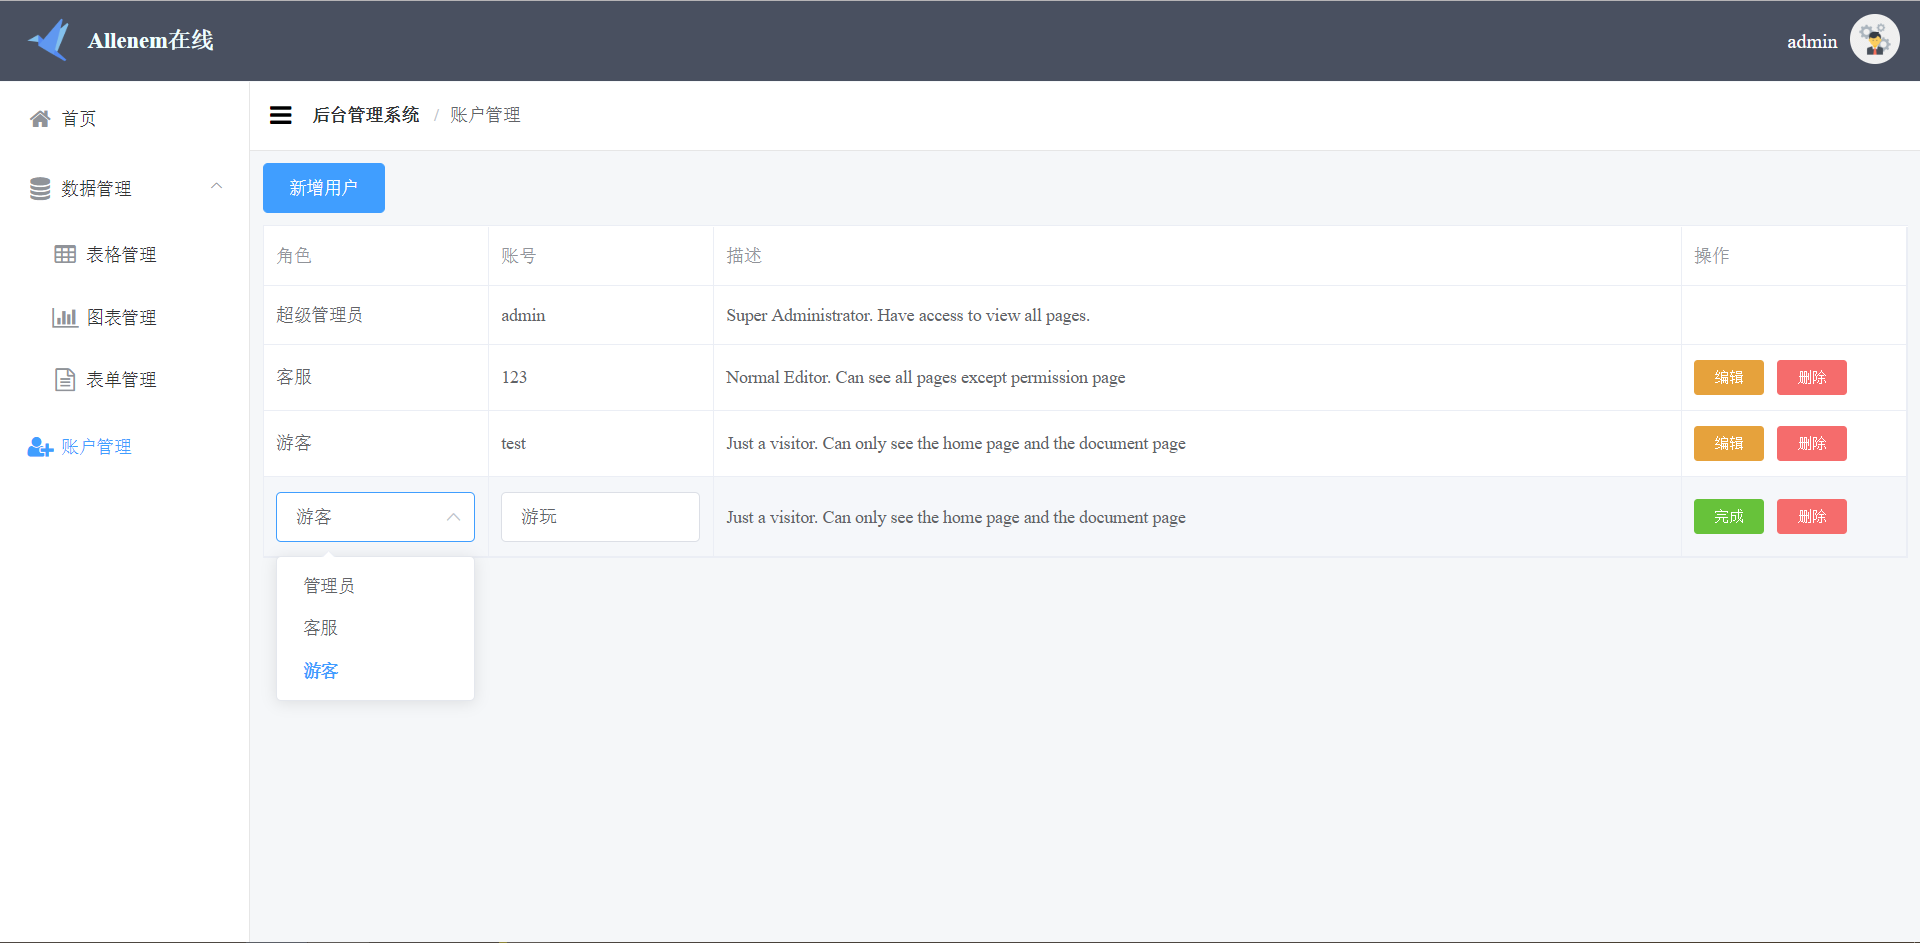 Allenem在线
admin
首页
数据管理
表格管理
图表管理
表单管理
账户管理
后台管理系统 / 账户管理
新增用户
角色 账号 描述 操作
超级管理员 admin Super Administrator. Have access to view all pages.
客服 123 Normal Editor. Can see all pages except permission page 编辑 删除
游客 test Just a visitor. Can only see the home page and the document page 编辑 删除
游客 游玩 Just a visitor. Can only see the home page and the document page 完成 删除
管理员
客服
游客